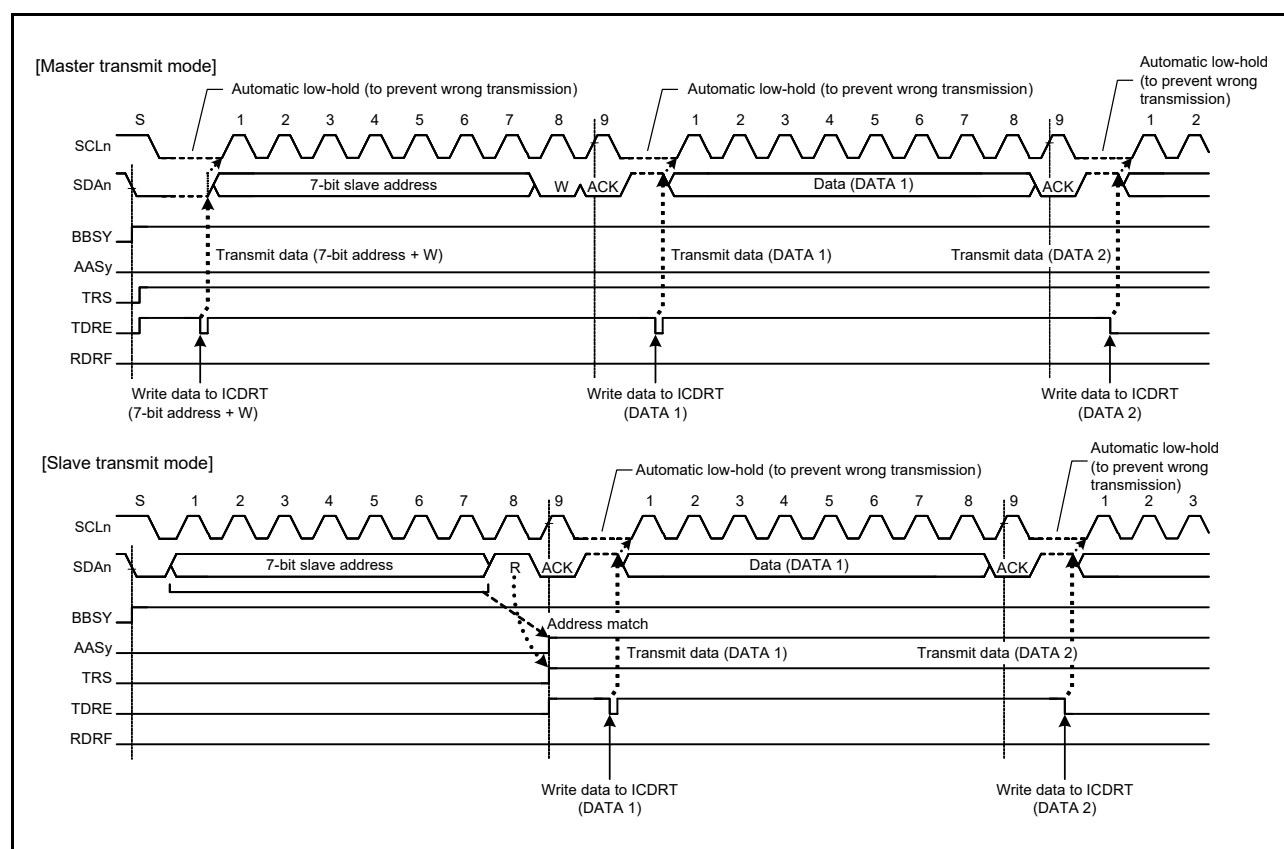 [Master transmit mode]
Automatic low-hold (to prevent wrong transmission)
Automatic low-hold (to prevent wrong transmission)
Automatic low-hold
(to prevent wrong
transmission)
S 1 2 3 4 5 6 7 8 9 1 2 3 4 5 6 7 8 9 1 2
SCLn
SDAn 7-bit slave address W ACK Data (DATA 1) ACK
BBSY
Transmit data (7-bit address + W) Transmit data (DATA 1) Transmit data (DATA 2)
AASy
TRS
TDRE
RDRF
Write data to ICDRT
(7-bit address + W)
Write data to ICDRT
(DATA 1)
Write data to ICDRT
(DATA 2)
[Slave transmit mode]
Automatic low-hold (to prevent wrong transmission)
Automatic low-hold
(to prevent wrong
transmission)
S 1 2 3 4 5 6 7 8 9 1 2 3 4 5 6 7 8 9 1 2 3
SCLn
SDAn 7-bit slave address R ACK Data (DATA 1) ACK
BBSY
Address match
AASy
Transmit data (DATA 1) Transmit data (DATA 2)
TRS
TDRE
RDRF
Write data to ICDRT
(DATA 1)
Write data to ICDRT
(DATA 2)